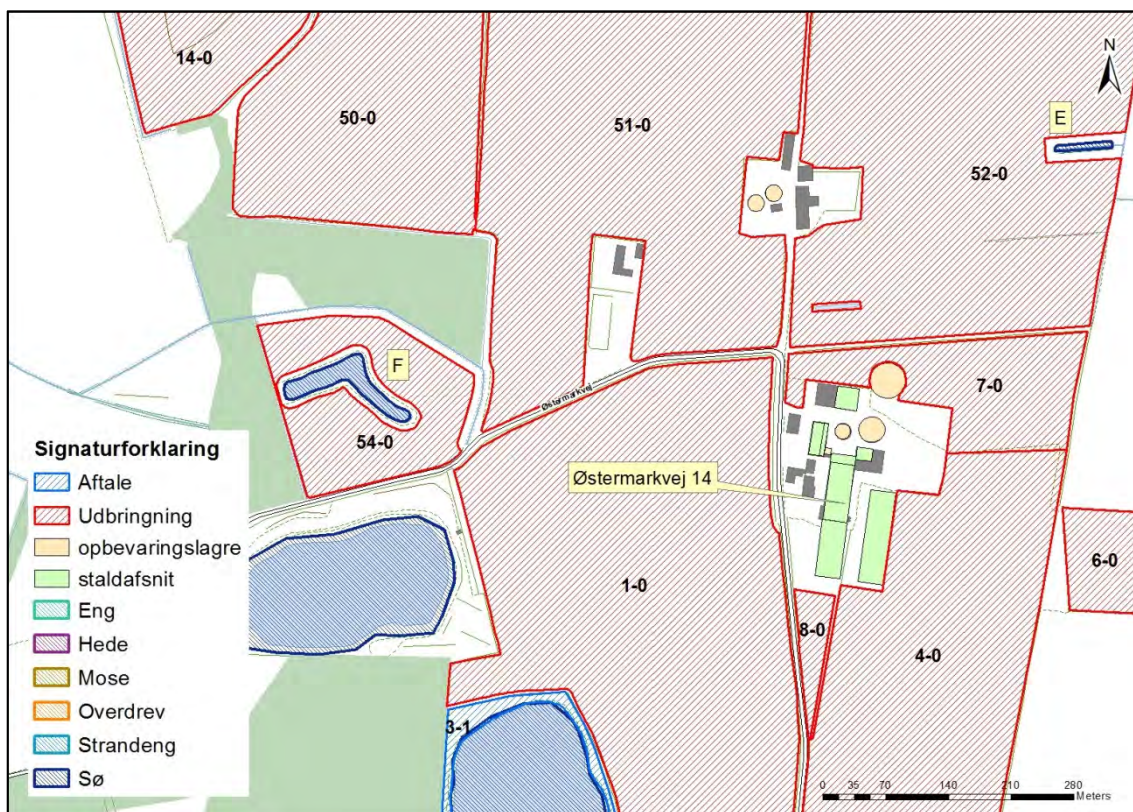 14-0
50-0
51-0
52-0
N
E
F
54-0
Østermarkvej
7-0
Østermarkvej 14
6-0
1-0
8-0
4-0
3-1
Signaturforklaring
Aftale
Udbringning
opbevaringslagre
staldafsnit
Eng
Hede
Mose
Overdrev
Strandeng
Sø
0 35 70 140 210 280
Meters